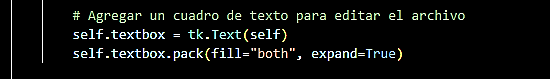 # Agregar un cuadro de texto para editar el archivo
self.textbox = tk.Text(self)
self.textbox.pack(fill="both", expand=True)